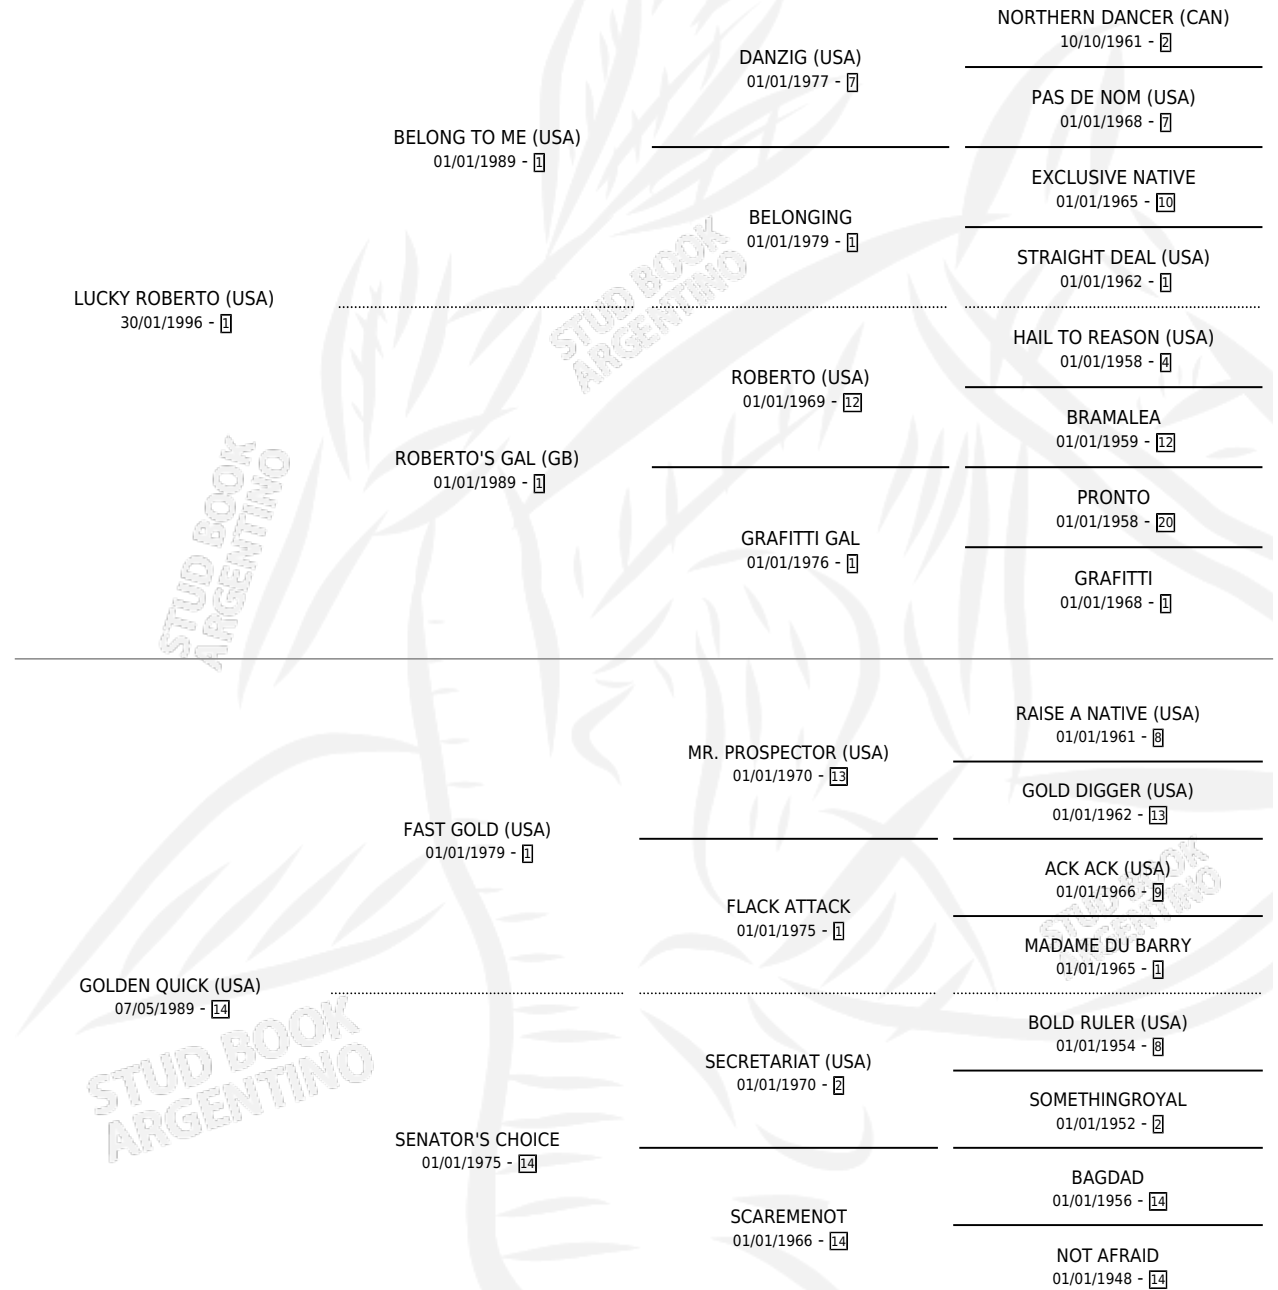 NORTHERN DANCER (CAN)
10/10/1961 - 2
DANZIG (USA)
01/01/1977 - 7
PAS DE NOM (USA)
01/01/1968 - 7
BELONG TO ME (USA)
01/01/1989 - 1
EXCLUSIVE NATIVE
01/01/1965 - 10
BELONGING
01/01/1979 - 1
STRAIGHT DEAL (USA)
01/01/1962 - 1
LUCKY ROBERTO (USA)
30/01/1996 - 1
HAIL TO REASON (USA)
01/01/1958 - 4
ROBERTO (USA)
01/01/1969 - 12
BRAMALEA
01/01/1959 - 12
ROBERTO'S GAL (GB)
01/01/1989 - 1
PRONTO
01/01/1958 - 20
GRAFITTI GAL
01/01/1976 - 1
GRAFITTI
01/01/1968 - 1
RAISE A NATIVE (USA)
01/01/1961 - 8
MR. PROSPECTOR (USA)
01/01/1970 - 13
GOLD DIGGER (USA)
01/01/1962 - 13
FAST GOLD (USA)
01/01/1979 - 1
ACK ACK (USA)
01/01/1966 - 9
FLACK ATTACK
01/01/1975 - 1
MADAME DU BARRY
01/01/1965 - 1
GOLDEN QUICK (USA)
07/05/1989 - 14
BOLD RULER (USA)
01/01/1954 - 8
SECRETARIAT (USA)
01/01/1970 - 2
SOMETHINGROYAL
01/01/1952 - 2
SENATOR'S CHOICE
01/01/1975 - 14
BAGDAD
01/01/1956 - 14
SCAREMENOT
01/01/1966 - 14
NOT AFRAID
01/01/1948 - 14
STUD BOOK
ARGENTINO
STUD BOOK
ARGENTINO
STUD BOOK
ARGENTINO
STUD BOOK
ARGENTINO